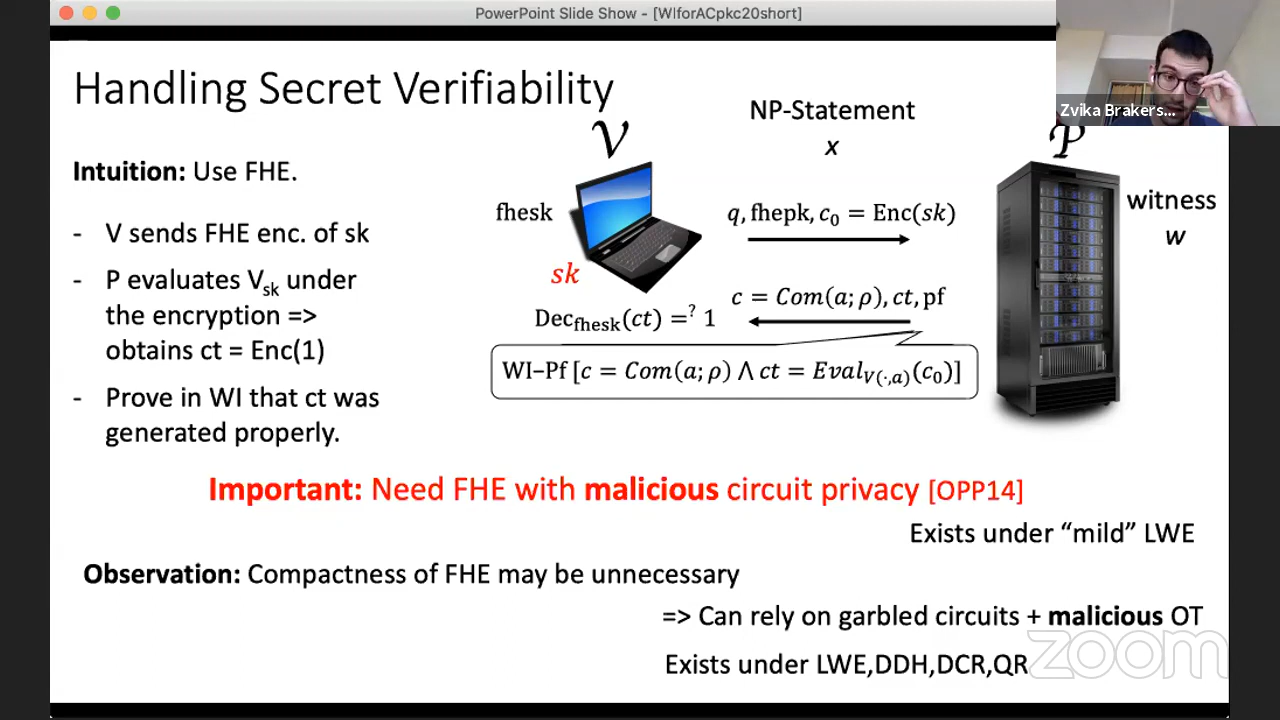 PowerPoint Slide Show - [WIforACpkc20short]
Zvika Brakers...
Handling Secret Verifiability
Intuition: Use FHE.
- V sends FHE enc. of sk
- P evaluates Vsk under
the encryption =>
obtains ct = Enc(1)
- Prove in WI that ct was
generated properly.
𝒱
NP-Statement
x
𝒫
witness
w
fhesk
sk
q, fhepk, c₀ = Enc(sk)
c = Com(a; ρ), ct, pf
Dec_fhesk(ct) =? 1
WI–Pf [c = Com(a; ρ) ∧ ct = Eval_V(·,a)(c₀)]
Important: Need FHE with malicious circuit privacy [OPP14]
Exists under “mild” LWE
Observation: Compactness of FHE may be unnecessary
=> Can rely on garbled circuits + malicious OT
Exists under LWE,DDH,DCR,QR
zoom